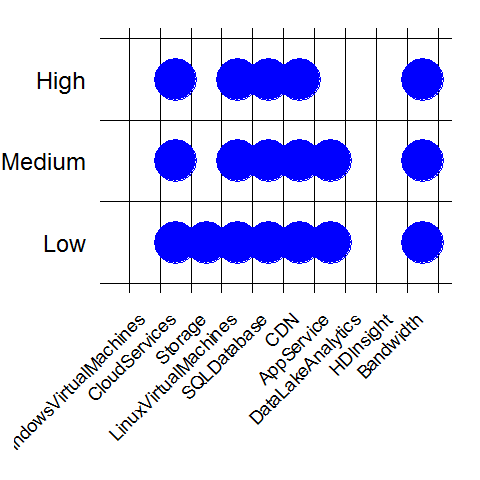 High
Medium
Low
ndowsVirtualMachines
CloudServices
Storage
LinuxVirtualMachines
SQLDatabase
CDN
AppService
DataLakeAnalytics
HDInsight
Bandwidth